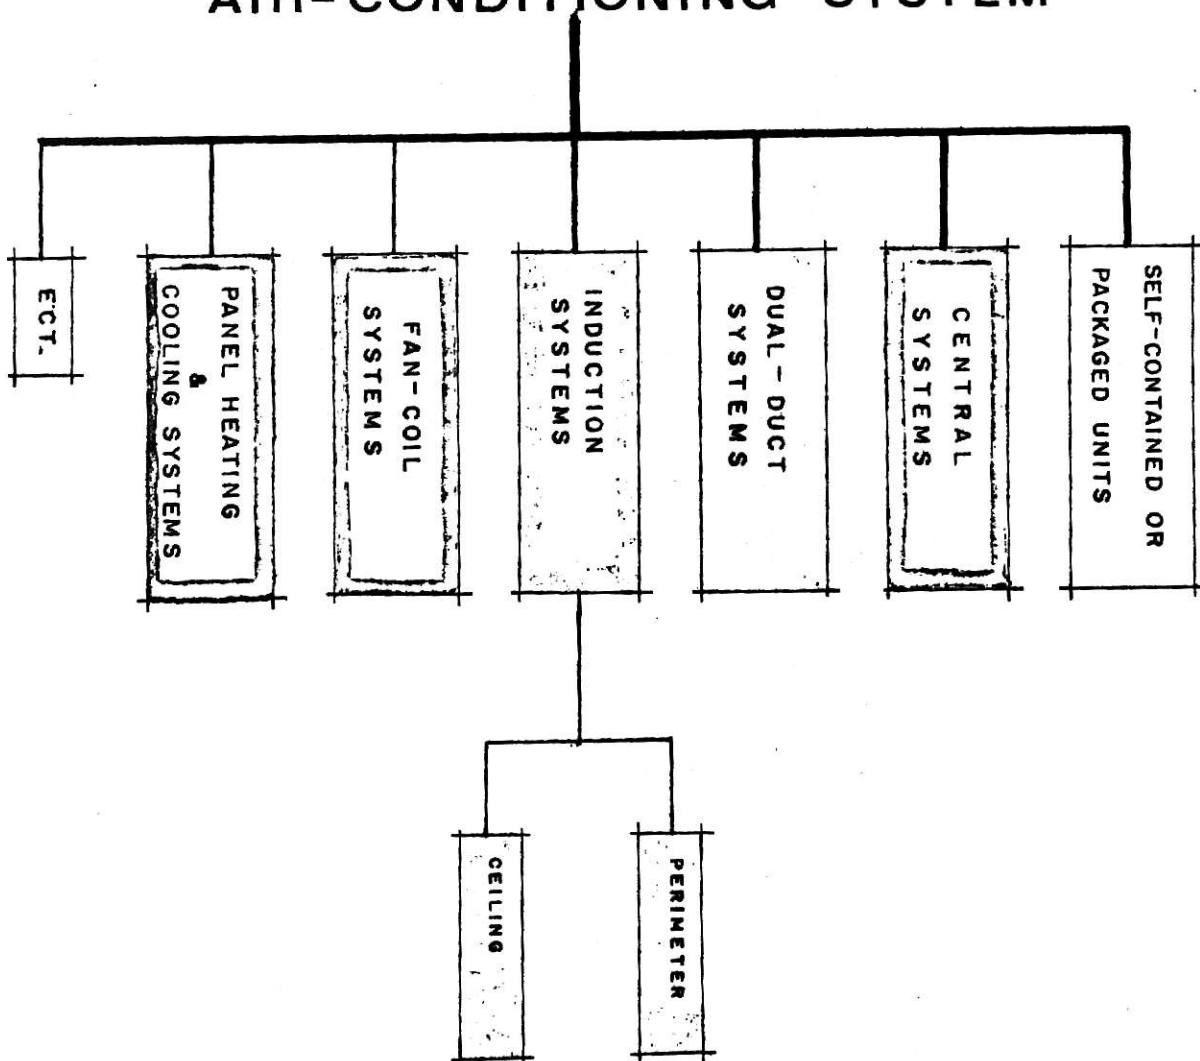 AIR-CONDITIONING SYSTEM
E'CT.
PANEL HEATING
&
COOLING SYSTEMS
FAN-COIL
SYSTEMS
INDUCTION
SYSTEMS
DUAL-DUCT
SYSTEMS
CENTRAL
SYSTEMS
SELF-CONTAINED OR
PACKAGED UNITS
CEILING
PERIMETER